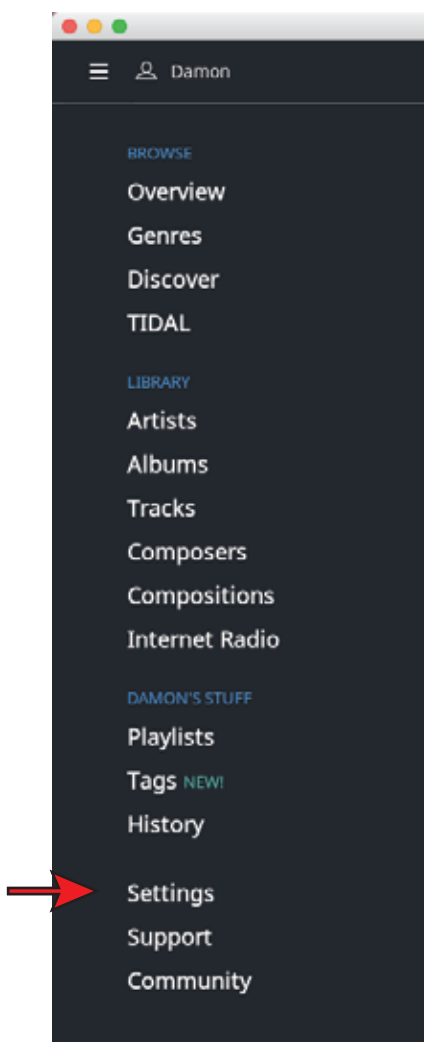 Damon
BROWSE
Overview
Genres
Discover
TIDAL
LIBRARY
Artists
Albums
Tracks
Composers
Compositions
Internet Radio
DAMON'S STUFF
Playlists
Tags NEW!
History
Settings
Support
Community